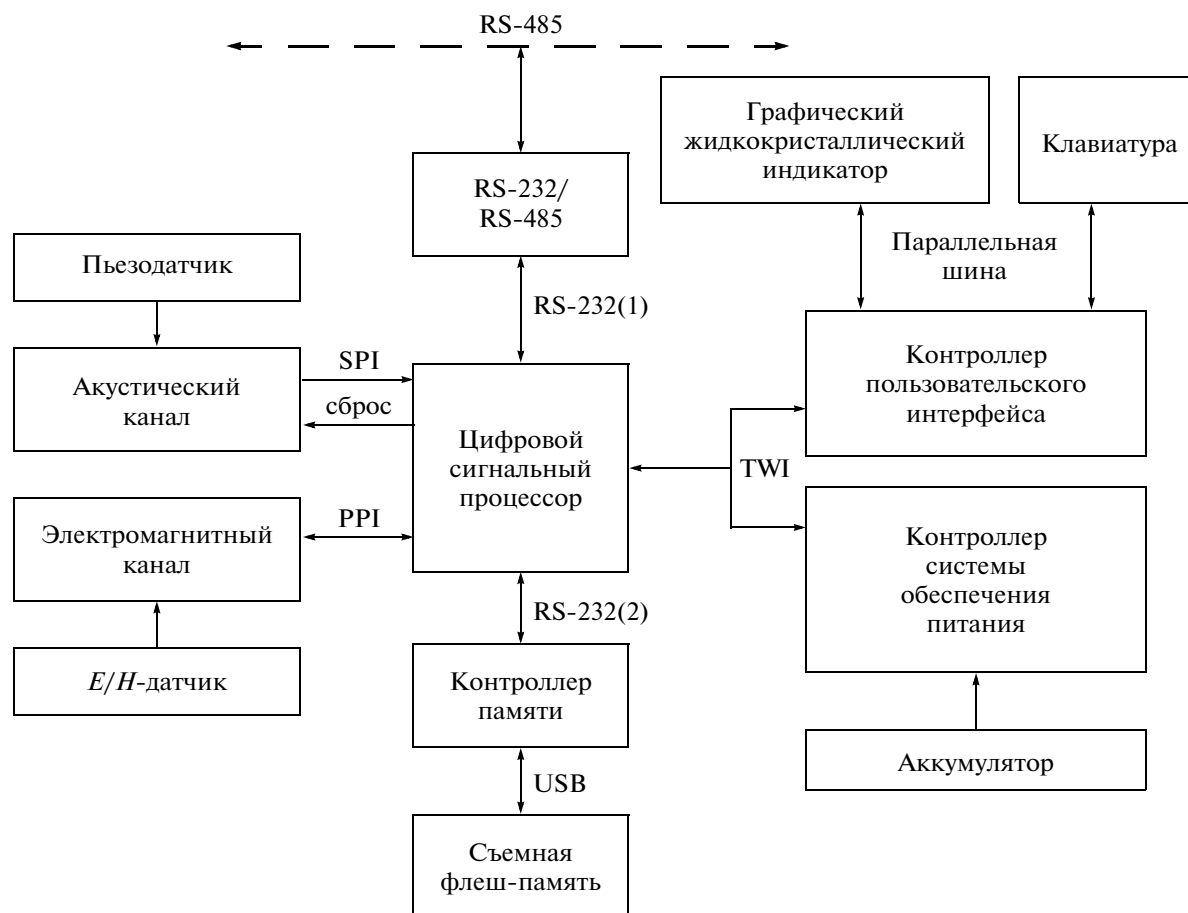 RS-485
Графический
жидкокристаллический
индикатор
Клавиатура
RS-232/
RS-485
Параллельная
шина
Пьезодатчик
RS-232(1)
Акустический
канал
SPI
сброс
Цифровой
сигнальный
процессор
Контроллер
пользовательского
интерфейса
TWI
Электромагнитный
канал
PPI
Контроллер
системы
обеспечения
питания
RS-232(2)
E/H-датчик
Контроллер
памяти
Аккумулятор
USB
Съемная
флеш-память